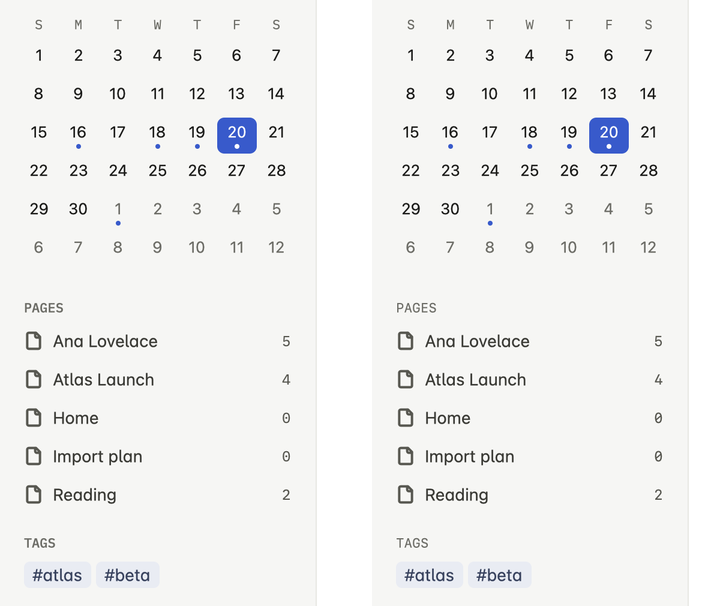 S M T W T F S
1 2 3 4 5 6 7
8 9 10 11 12 13 14
15 16 17 18 19 20 21
22 23 24 25 26 27 28
29 30 1 2 3 4 5
6 7 8 9 10 11 12
PAGES
Ana Lovelace 5
Atlas Launch 4
Home 0
Import plan 0
Reading 2
TAGS
#atlas #beta
S M T W T F S
1 2 3 4 5 6 7
8 9 10 11 12 13 14
15 16 17 18 19 20 21
22 23 24 25 26 27 28
29 30 1 2 3 4 5
6 7 8 9 10 11 12
PAGES
Ana Lovelace 5
Atlas Launch 4
Home 0
Import plan 0
Reading 2
TAGS
#atlas #beta